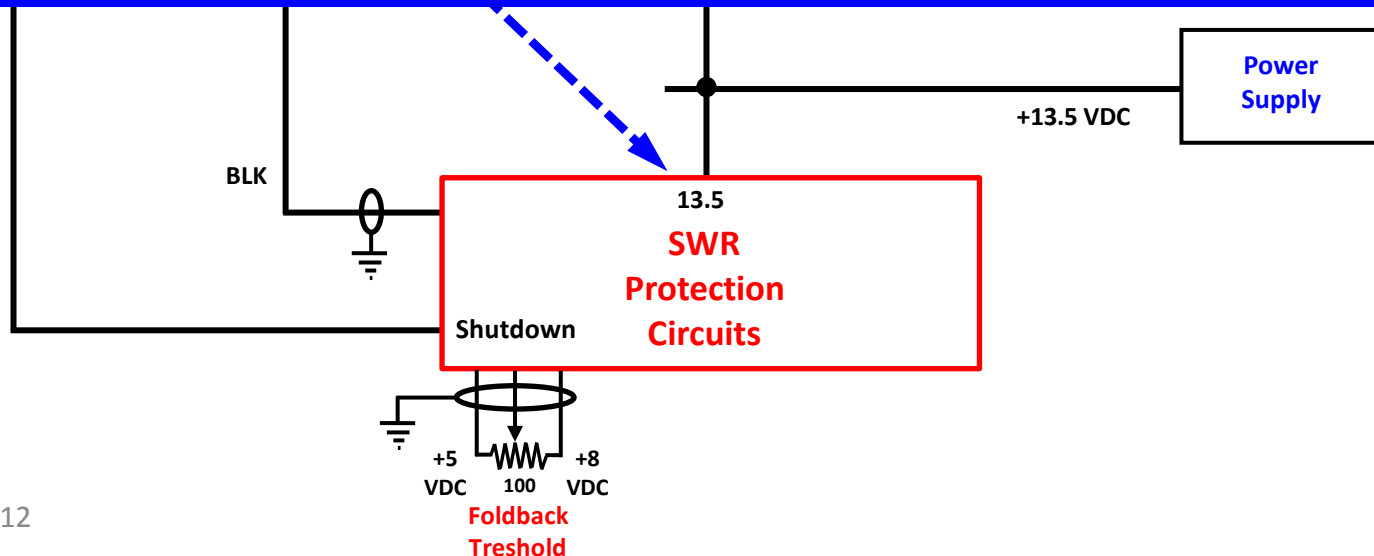 Power
Supply
+13.5 VDC
BLK
13.5
SWR
Protection
Circuits
Shutdown
+5
VDC
100
+8
VDC
Foldback
Treshold
12